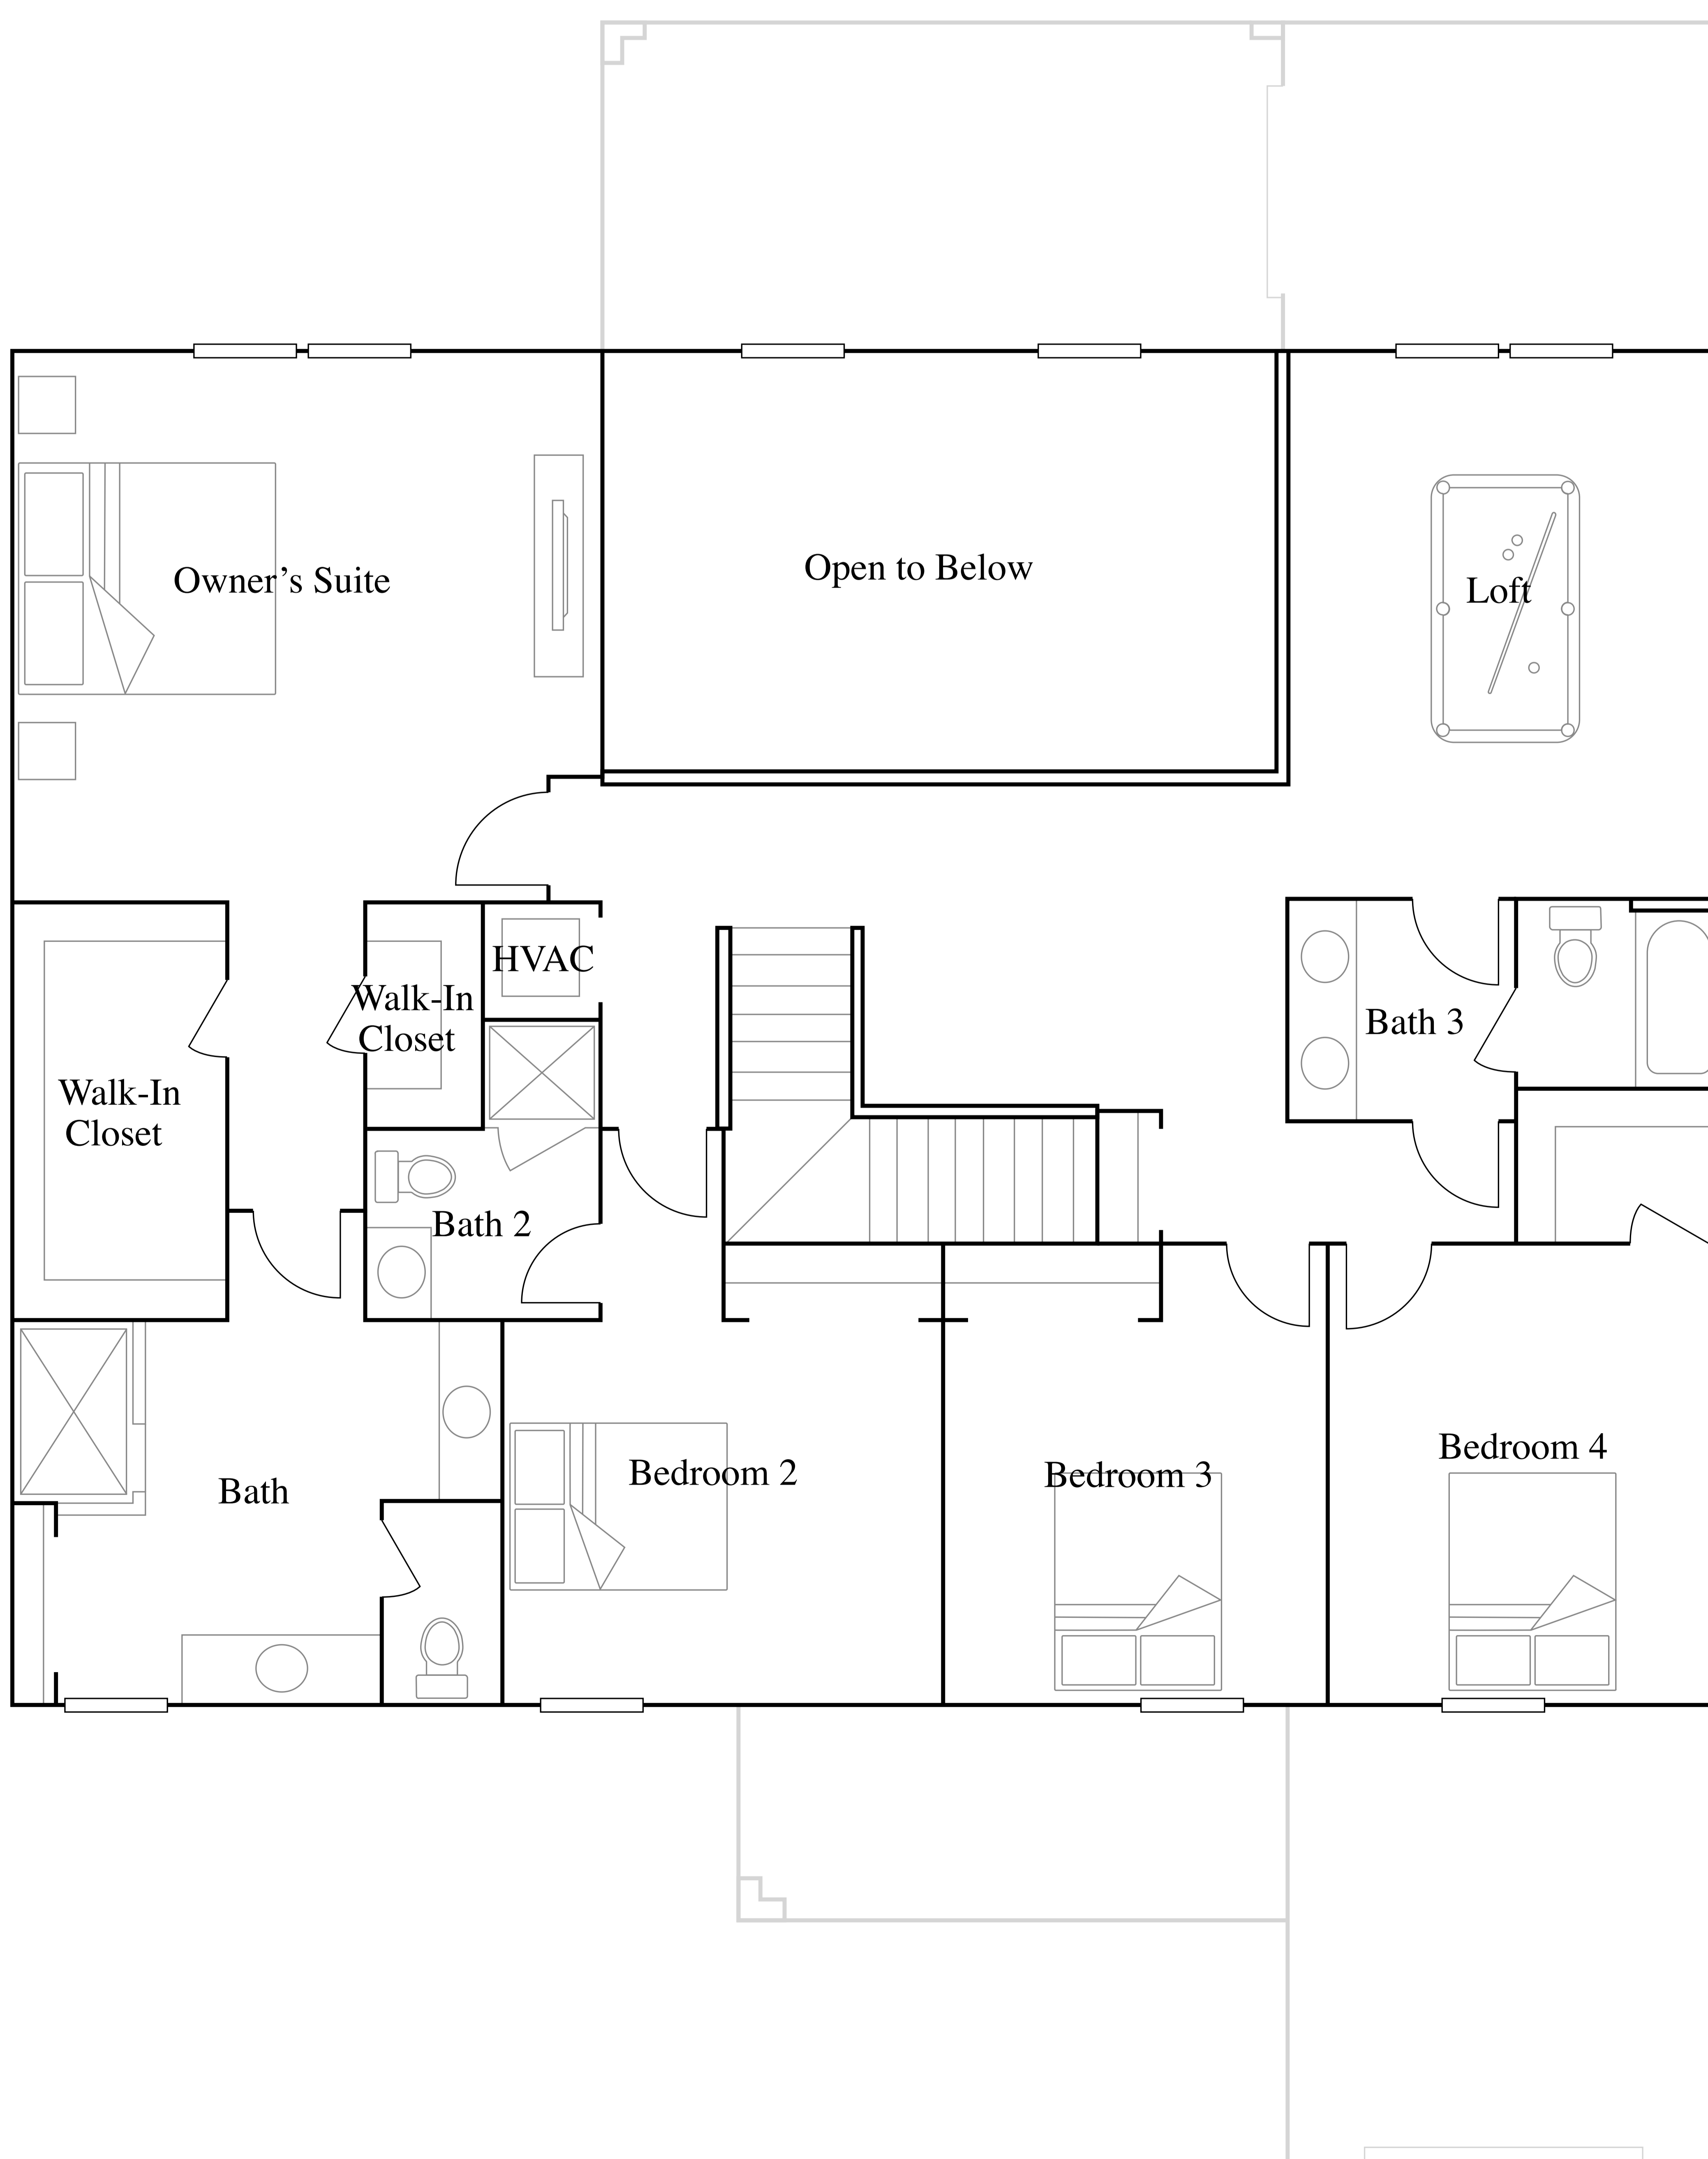 Open to Below
Owner's Suite
Loft
HVAC
Walk-In
Closet
Bath 3
Walk-In
Closet
Bath 2
Bedroom 4
Bedroom 2
Bedroom 3
Bath